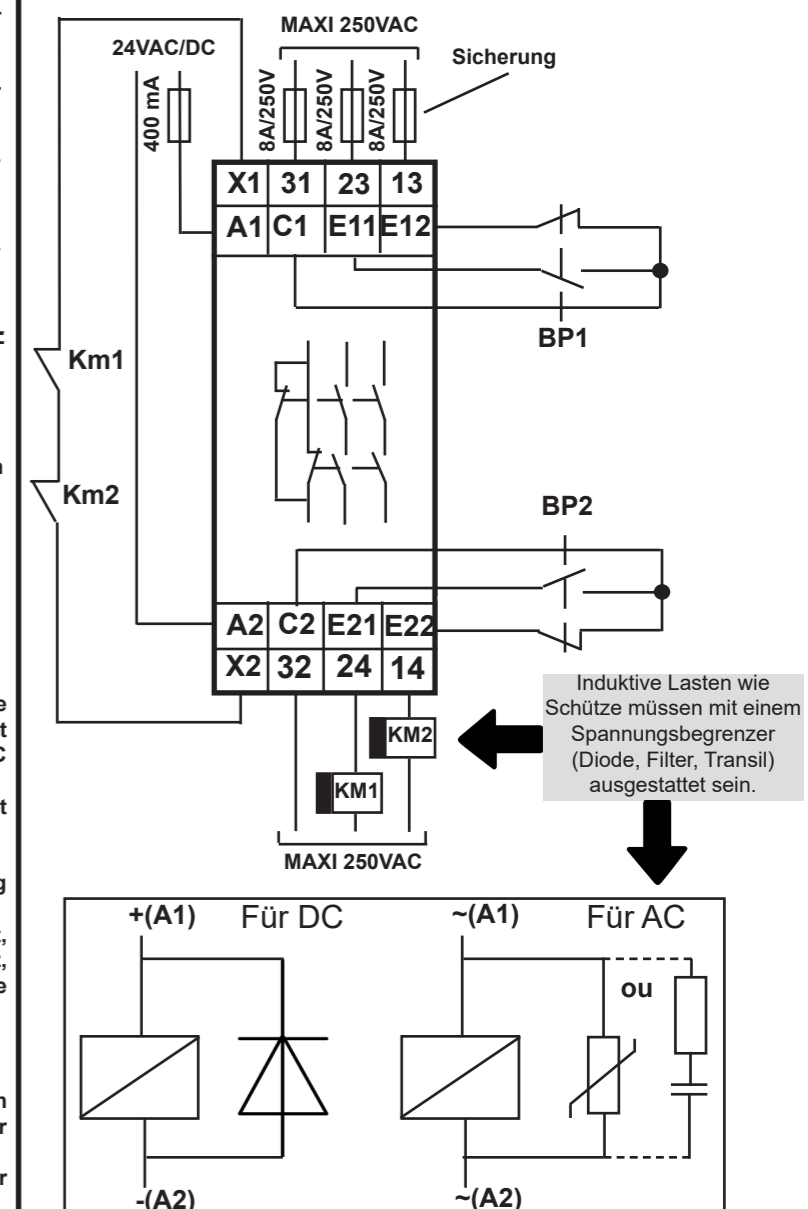 MAXI 250VAC
24VAC/DC
Sicherung
400 mA
8A/250V
8A/250V
8A/250V
X1 31 23 13
A1 C1 E11 E12
BP1
Km1
Km2
BP2
A2 C2 E21 E22
X2 32 24 14
Induktive Lasten wie
Schütze müssen mit einem
Spannungsbegrenzer
(Diode, Filter, Transil)
ausgestattet sein.
KM2
KM1
MAXI 250VAC
+(A1) Für DC ~(A1) Für AC
ou
-(A2) ~(A2)